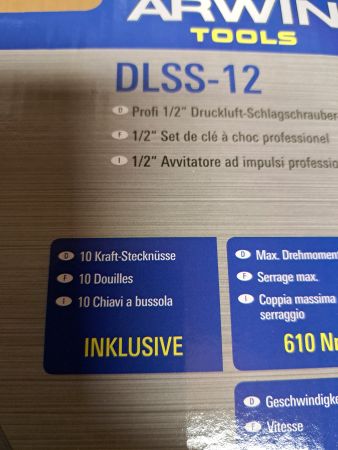 ARWIN
TOOLS
DLSS-12
D Profi 1/2" Druckluft-Schlagschrauber
F 1/2" Set de clé à choc professionel
I 1/2" Avvitatore ad impulsi professio
D 10 Kraft-Stecknüsse
F 10 Douilles
I 10 Chiavi a bussola
INKLUSIVE
D Max. Drehmomen
F Serrage max.
I Coppia massima
serraggio
610 N
D Geschwindigke
F Vitesse